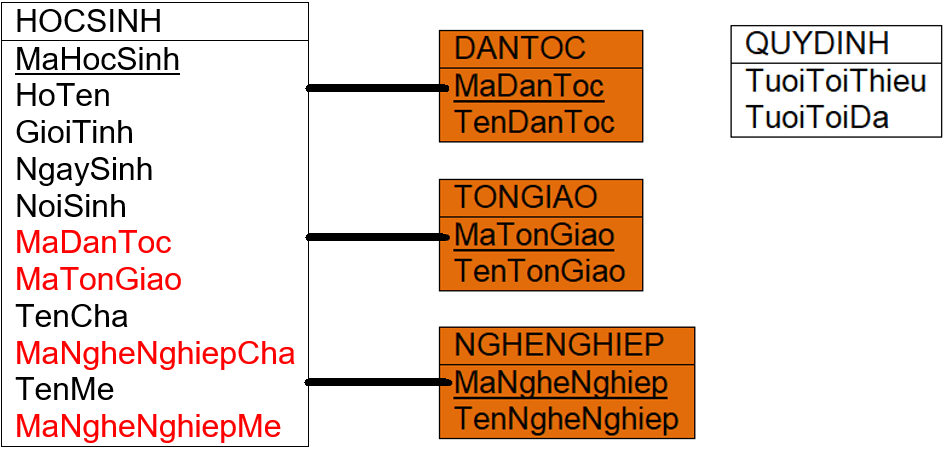 HOCSINH
MaHocSinh
HoTen
GioiTinh
NgaySinh
NoiSinh
MaDanToc
MaTonGiao
TenCha
MaNgheNghiepCha
TenMe
MaNgheNghiepMe
DANTOC
MaDanToc
TenDanToc
TONGIAO
MaTonGiao
TenTonGiao
NGHENGHIEP
MaNgheNghiep
TenNgheNghiep
QUYDINH
TuoiToiThieu
TuoiToiDa